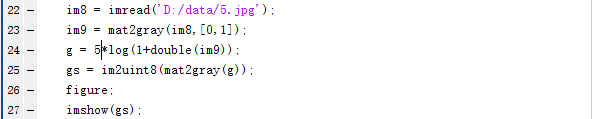 22 — im8 = imread('D:/data/5.jpg');
23 — im9 = mat2gray(im8,[0,1]);
24 — g = 5*log(1+double(im9));
25 — gs = im2uint8(mat2gray(g));
26 — figure;
27 — imshow(gs);